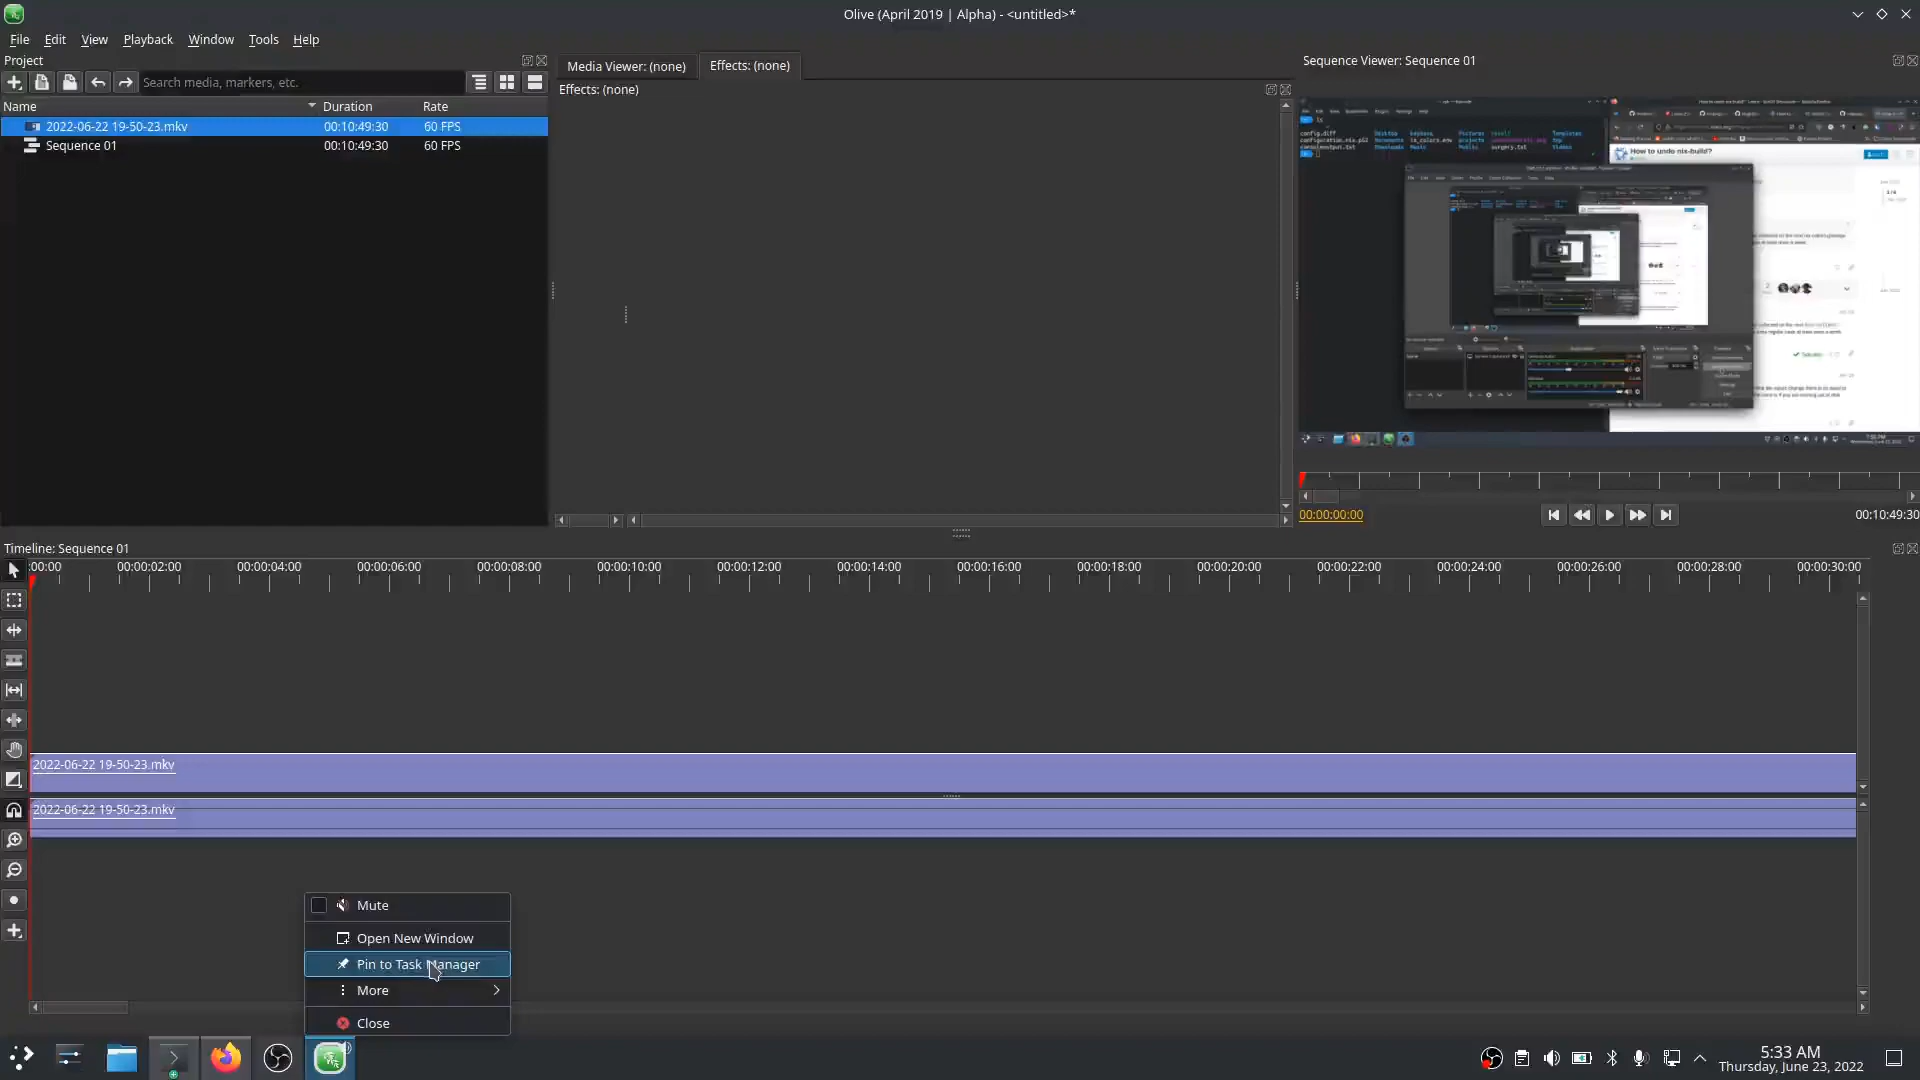 Olive (April 2019 | Alpha) - <untitled>*
File Edit View Playback Window Tools Help
Project
Search media, markers, etc.
Name Duration Rate
2022-06-22 19-50-23.mkv 00:10:49:30 60 FPS
Sequence 01 00:10:49:30 60 FPS
Media Viewer: (none) Effects: (none)
Effects: (none)
Sequence Viewer: Sequence 01
How to undo nix-build?
00:00:00:00 00:10:49:30
Timeline: Sequence 01
:00:00 00:00:02:00 00:00:04:00 00:00:06:00 00:00:08:00 00:00:10:00 00:00:12:00 00:00:14:00 00:00:16:00 00:00:18:00 00:00:20:00 00:00:22:00 00:00:24:00 00:00:26:00 00:00:28:00 00:00:30:00
2022-06-22 19-50-23.mkv
2022-06-22 19-50-23.mkv
Mute
Open New Window
Pin to Task Manager
More
Close
5:33 AM
Thursday, June 23, 2022